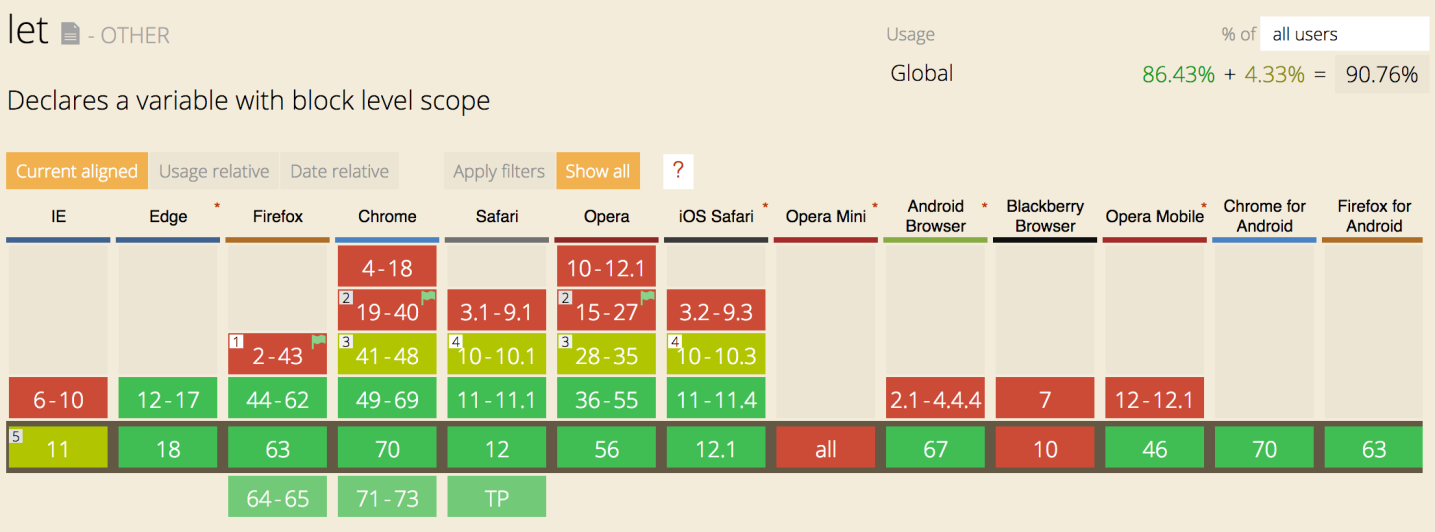 let - OTHER
Usage % of all users
Global 86.43% + 4.33% = 90.76%
Declares a variable with block level scope
Current aligned Usage relative Date relative Apply filters Show all ?
IE Edge * Firefox Chrome Safari Opera iOS Safari * Opera Mini * Android Browser * Blackberry Browser Opera Mobile * Chrome for Android Firefox for Android
4-18 10-12.1
2 19-40 3.1-9.1 2 15-27 3.2-9.3
1 2-43 3 41-48 4 10-10.1 3 28-35 4 10-10.3
6-10 12-17 44-62 49-69 11-11.1 36-55 11-11.4 2.1-4.4.4 7 12-12.1
5 11 18 63 70 12 56 12.1 all 67 10 46 70 63
64-65 71-73 TP